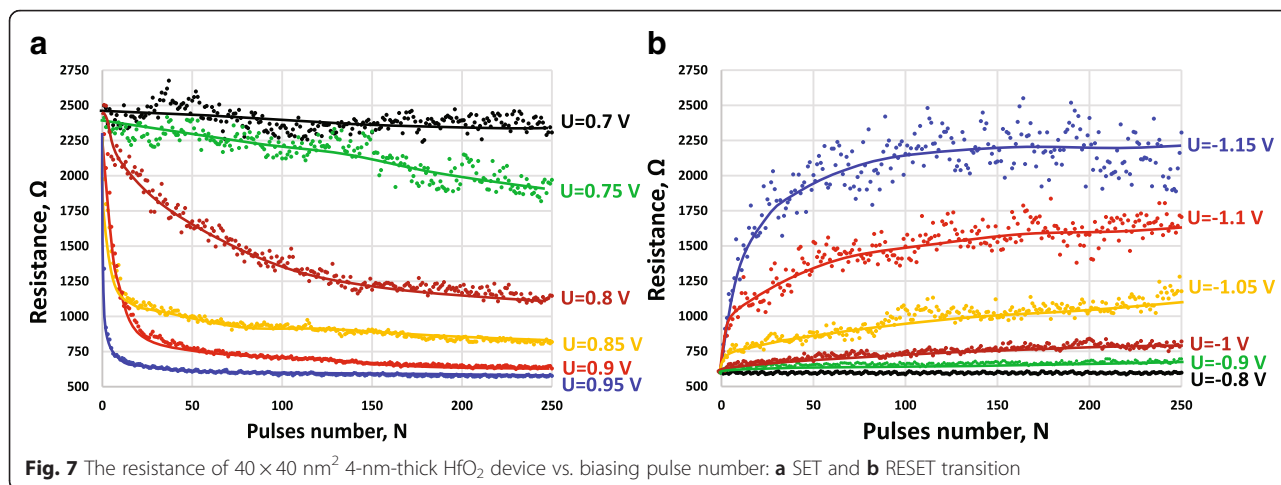 a
2750
2500
2250
2000
1750
1500
1250
1000
750
500
Resistance, Ω
0
50
100
150
200
250
Pulses number, N
U=0.7 V
U=0.75 V
U=0.8 V
U=0.85 V
U=0.9 V
U=0.95 V
b
2750
2500
2250
2000
1750
1500
1250
1000
750
500
Resistance, Ω
0
50
100
150
200
250
Pulses number, N
U=-1.15 V
U=-1.1 V
U=-1.05 V
U=-1 V
U=-0.9 V
U=-0.8 V
Fig. 7 The resistance of 40 × 40 nm² 4-nm-thick HfO₂ device vs. biasing pulse number: a SET and b RESET transition